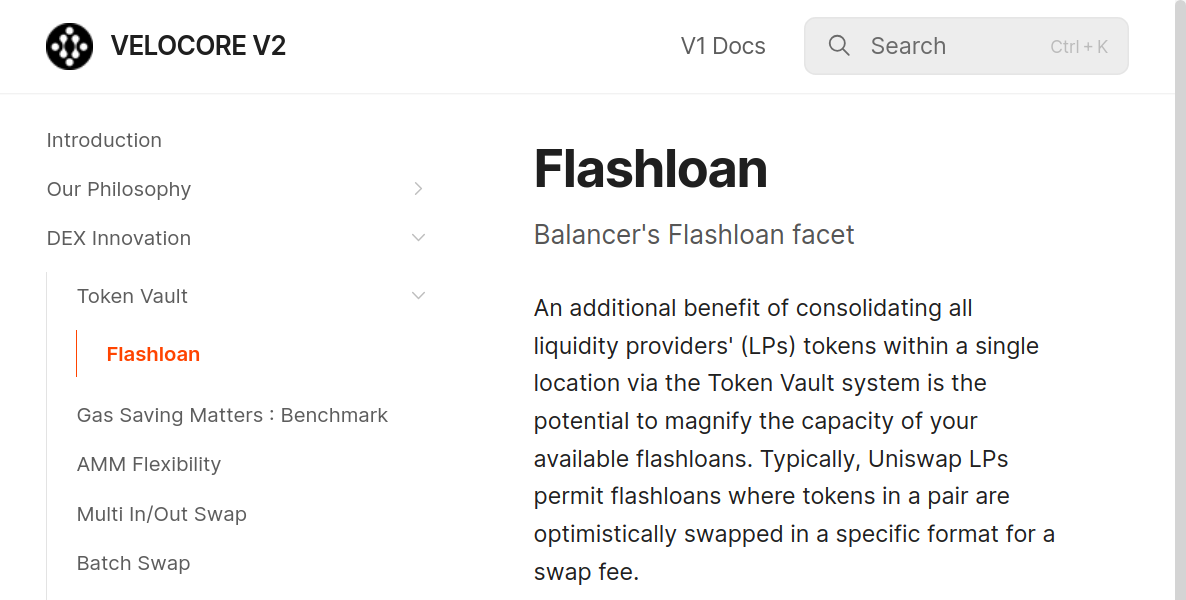 VELOCORE V2
V1 Docs
Search
Ctrl + K
Introduction
Our Philosophy
DEX Innovation
Token Vault
Flashloan
Gas Saving Matters : Benchmark
AMM Flexibility
Multi In/Out Swap
Batch Swap
Flashloan
Balancer's Flashloan facet
An additional benefit of consolidating all
liquidity providers' (LPs) tokens within a single
location via the Token Vault system is the
potential to magnify the capacity of your
available flashloans. Typically, Uniswap LPs
permit flashloans where tokens in a pair are
optimistically swapped in a specific format for a
swap fee.